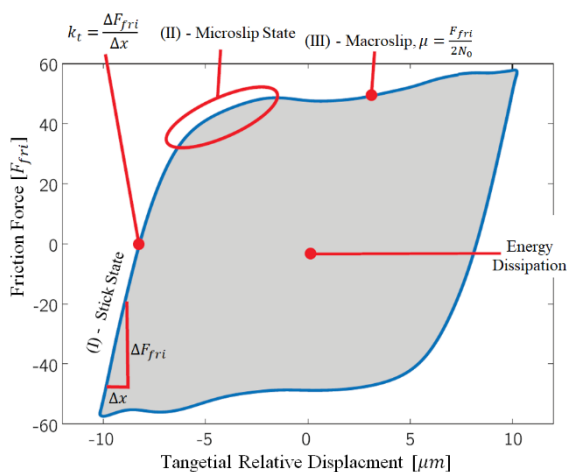 k_t = ΔF_fri / Δx
(II) - Microslip State
(III) - Macroslip, μ = F_fri / 2N_0
60
40
20
0
-20
-40
-60
Friction Force [F_fri]
(I) - Stick State
ΔF_fri
Δx
Energy
Dissipation
-10
-5
0
5
10
Tangetial Relative Displacment [μm]